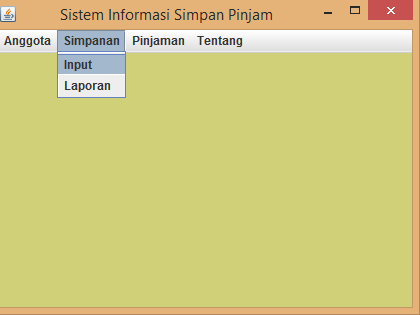 Sistem Informasi Simpan Pinjam
Anggota Simpanan Pinjaman Tentang
Input
Laporan